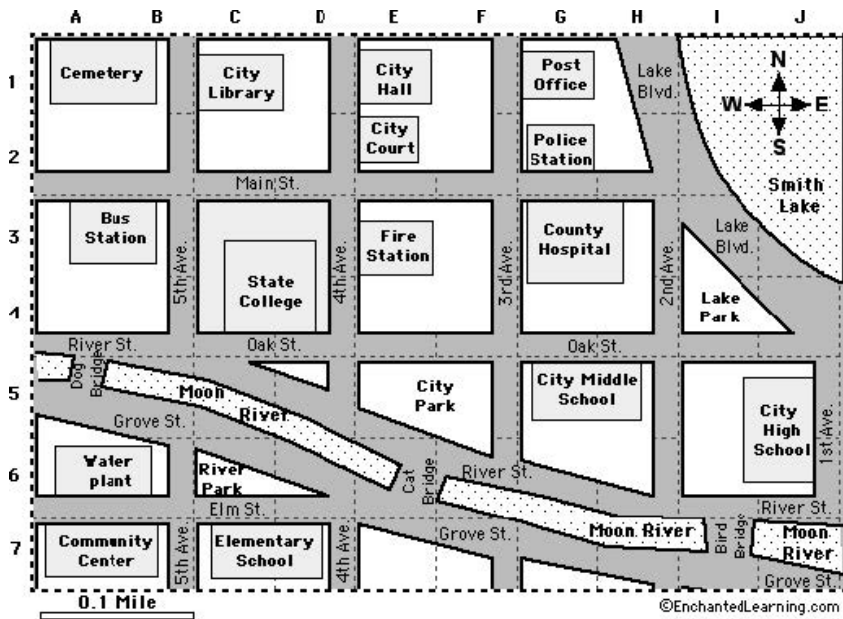 A B C D E F G H I J
1
Cemetery
City
Library
City
Hall
Post
Office
Lake
Blvd.
N
W E
S
2
City
Court
Police
Station
Main St.
Smith
Lake
3
Bus
Station
5th Ave.
State
College
4th Ave.
Fire
Station
3rd Ave.
County
Hospital
2nd Ave.
Lake
Blvd.
4
Lake
Park
River St.
Oak St.
Oak St.
5
Dog
Bridge
Moon
River
City
Park
City Middle
School
City
High
School
1st Ave.
Grove St.
6
Water
plant
River
Park
Cat
Bridge
River St.
Elm St.
River St.
7
Community
Center
5th Ave.
Elementary
School
4th Ave.
Grove St.
Moon River
Bird
Bridge
Moon
River
Grove St.
0.1 Mile
©EnchantedLearning.com